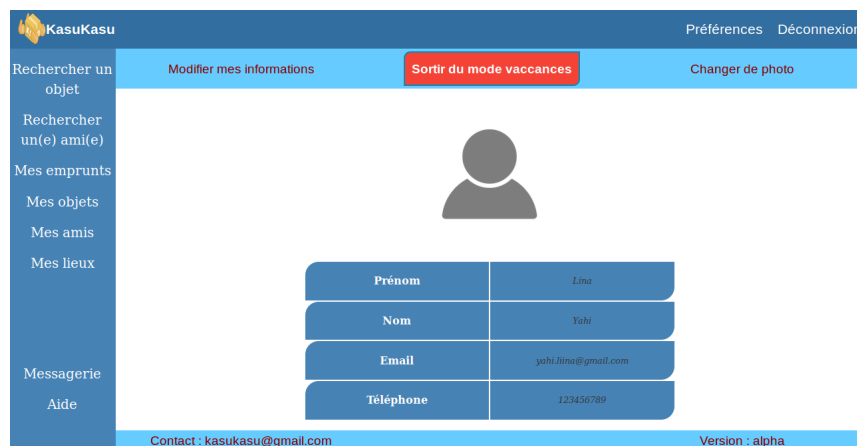 KasuKasu
Préférences Déconnexion
Modifier mes informations
Sortir du mode vaccances
Changer de photo
Rechercher un
objet
Rechercher
un(e) ami(e)
Mes emprunts
Mes objets
Mes amis
Mes lieux
Messagerie
Aide
Prénom Lina
Nom Yahi
Email yahi.liina@gmail.com
Téléphone 123456789
Contact : kasukasu@gmail.com
Version : alpha